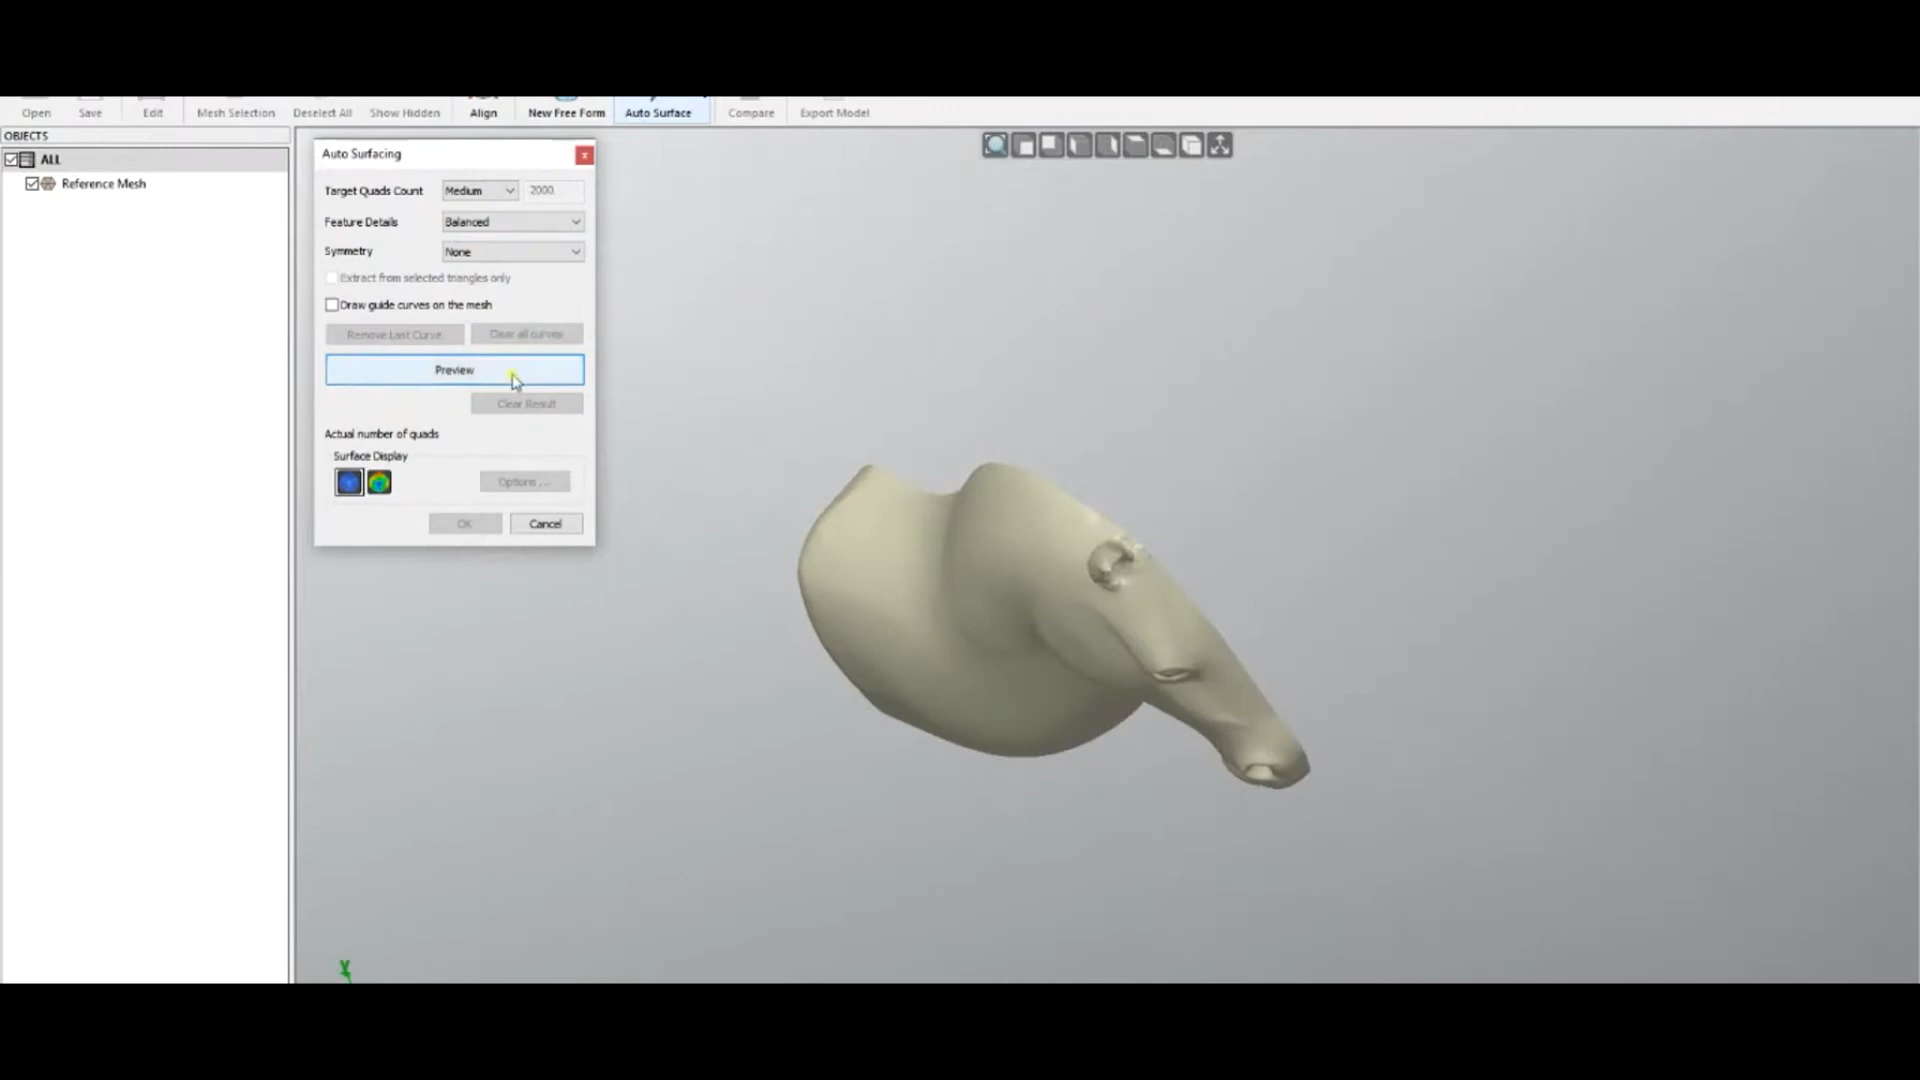 Open Save Edit Mesh Selection Deselect All Show Hidden Align New Free Form Auto Surface Compare Export Model
OBJECTS
ALL
Reference Mesh
Auto Surfacing
x
Target Quads Count Medium 2000
Feature Details Balanced
Symmetry None
Extract from selected triangles only
Draw guide curves on the mesh
Remove Last Curve Clear all curves
Preview
Clear Result
Actual number of quads
Surface Display
Options ...
OK Cancel
Y